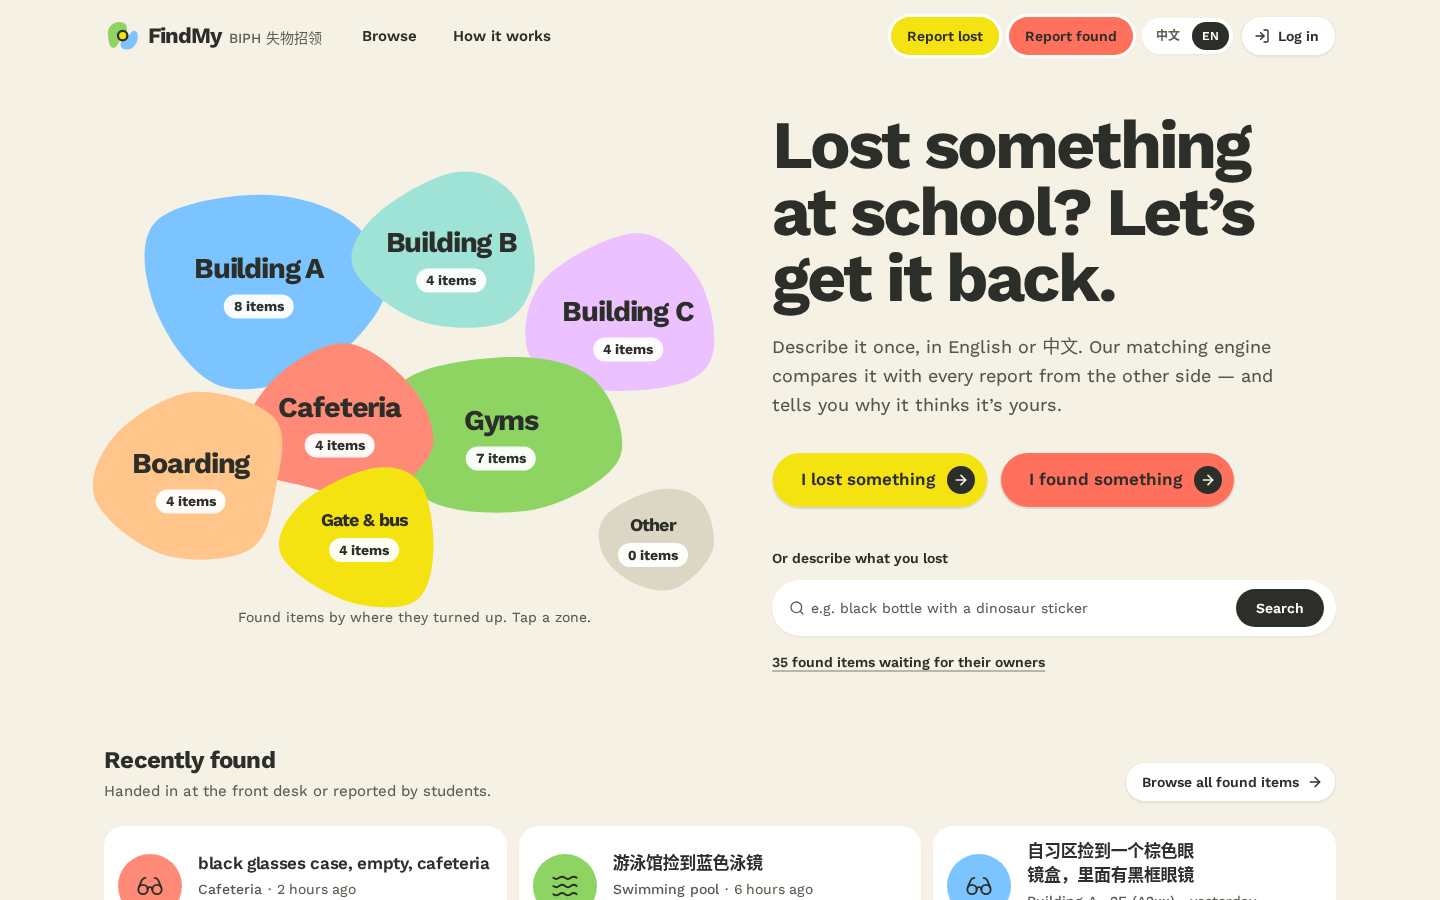 FindMy BIPH 失物招领
Browse
How it works
Report lost
Report found
中文
EN
Log in
Building A
8 items
Building B
4 items
Building C
4 items
Cafeteria
4 items
Gyms
7 items
Boarding
4 items
Gate & bus
4 items
Other
0 items
Found items by where they turned up. Tap a zone.
Lost something
at school? Let’s
get it back.
Describe it once, in English or 中文. Our matching engine
compares it with every report from the other side — and
tells you why it thinks it’s yours.
I lost something
I found something
Or describe what you lost
e.g. black bottle with a dinosaur sticker
Search
35 found items waiting for their owners
Recently found
Handed in at the front desk or reported by students.
Browse all found items
black glasses case, empty, cafeteria
Cafeteria · 2 hours ago
游泳馆捡到蓝色泳镜
Swimming pool · 6 hours ago
自习区捡到一个棕色眼
镜盒，里面有黑框眼镜
Building A
yesterday